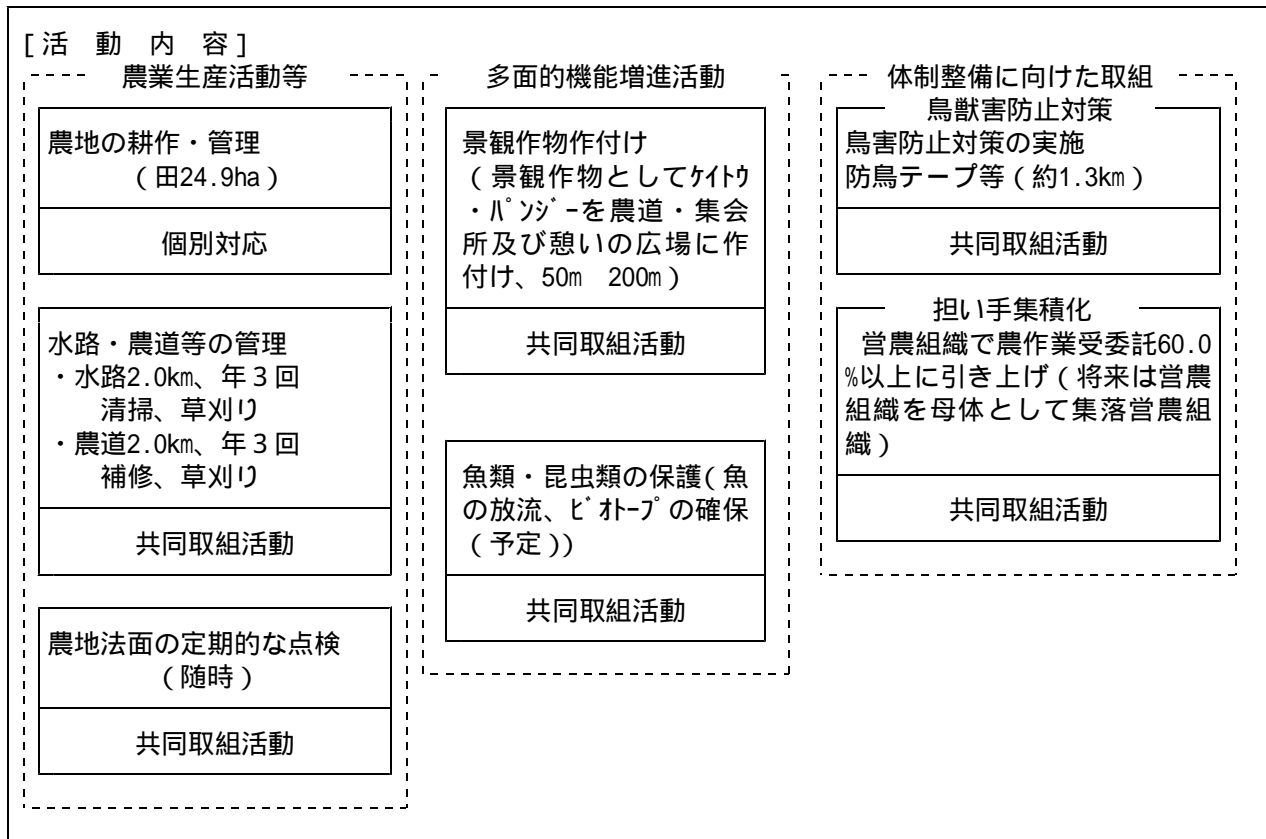 [活 動 内 容]
農業生産活動等
農地の耕作・管理
(田24.9ha)
個別対応
水路・農道等の管理
・水路2.0km、年3回
清掃、草刈り
・農道2.0km、年3回
補修、草刈り
共同取組活動
農地法面の定期的な点検
(随時)
共同取組活動
多面的機能増進活動
景観作物作付け
(景観作物としてｹｲﾄｳ
・ﾊﾟﾝｼﾞｰを農道・集会
所及び憩いの広場に作
付け、50m 200m)
共同取組活動
魚類・昆虫類の保護(魚
の放流、ﾋﾞｵﾄｰﾌﾟの確保
(予定))
共同取組活動
体制整備に向けた取組
鳥獣害防止対策
鳥害防止対策の実施
防鳥テープ等(約1.3km)
共同取組活動
担い手集積化
営農組織で農作業受委託60.0
%以上に引き上げ(将来は営農
組織を母体として集落営農組
織)
共同取組活動